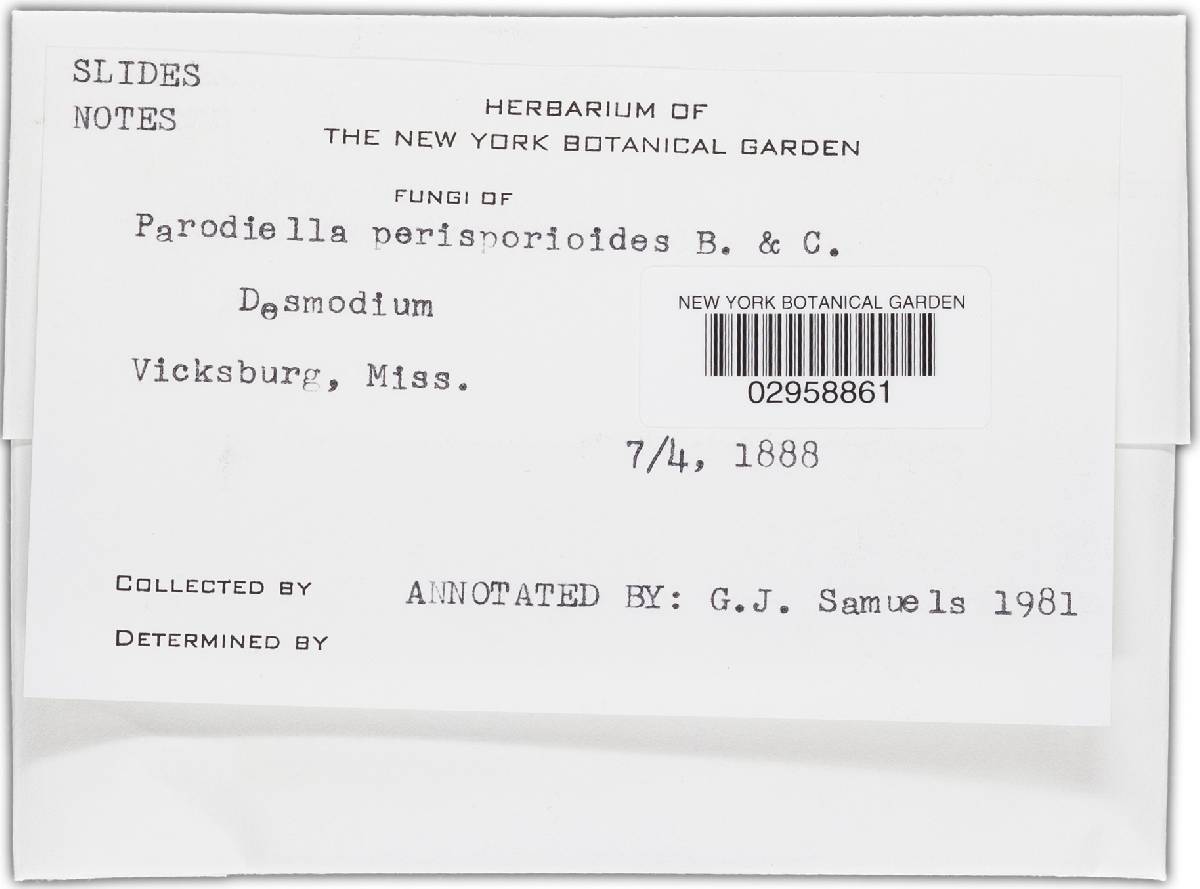 SLIDES
NOTES
HERBARIUM OF
THE NEW YORK BOTANICAL GARDEN
FUNGI OF
Parodiella perisporioides B. & C.
Desmodium
NEW YORK BOTANICAL GARDEN
02958861
Vicksburg, Miss.
7/4, 1888
COLLECTED BY
ANNOTATED BY: G.J. Samuels 1981
DETERMINED BY